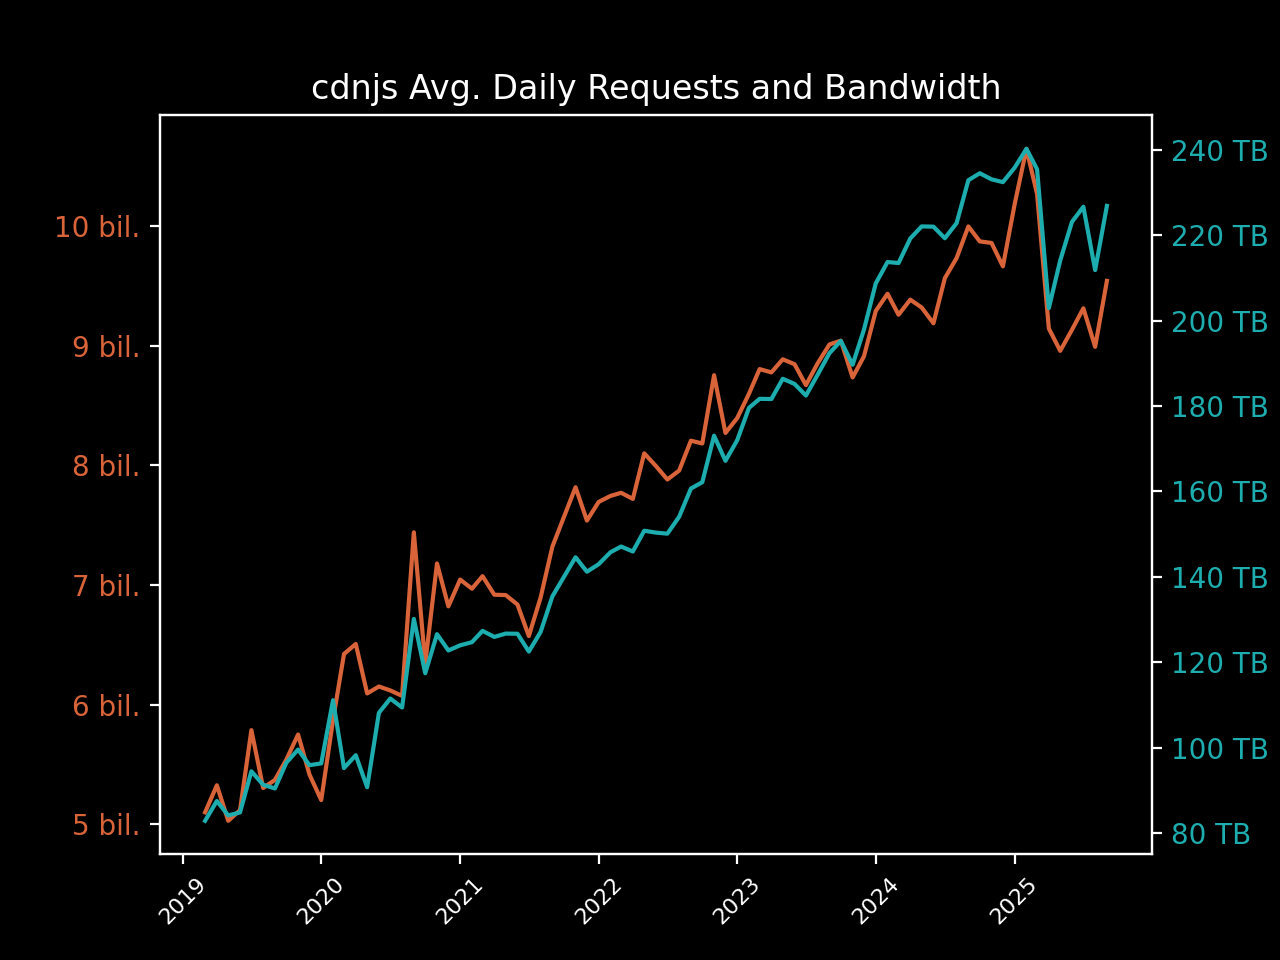 cdnjs Avg. Daily Requests and Bandwidth
10 bil.
9 bil.
8 bil.
7 bil.
6 bil.
5 bil.
240 TB
220 TB
200 TB
180 TB
160 TB
140 TB
120 TB
100 TB
80 TB
2019
2020
2021
2022
2023
2024
2025